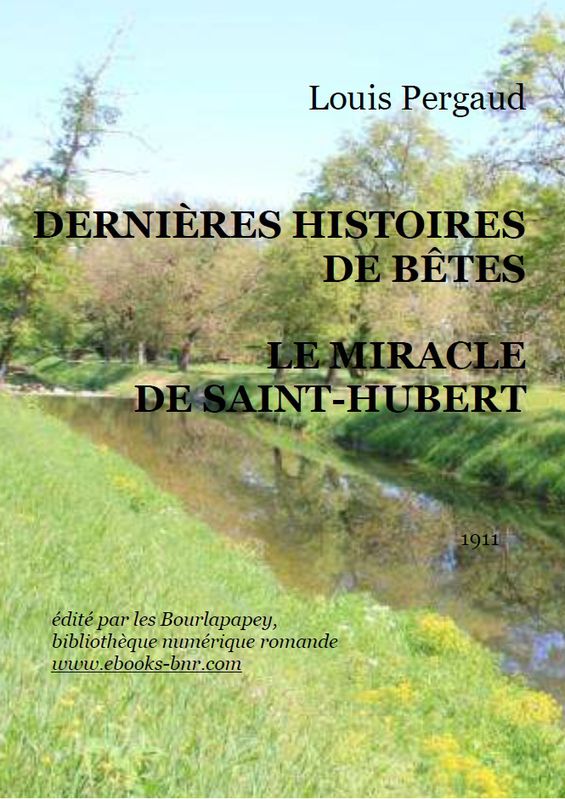 Louis Pergaud
DERNIÈRES HISTOIRES
DE BÊTES
LE MIRACLE
DE SAINT-HUBERT
1911
édité par les Bourlapapey,
bibliothèque numérique romande
www.ebooks-bnr.com